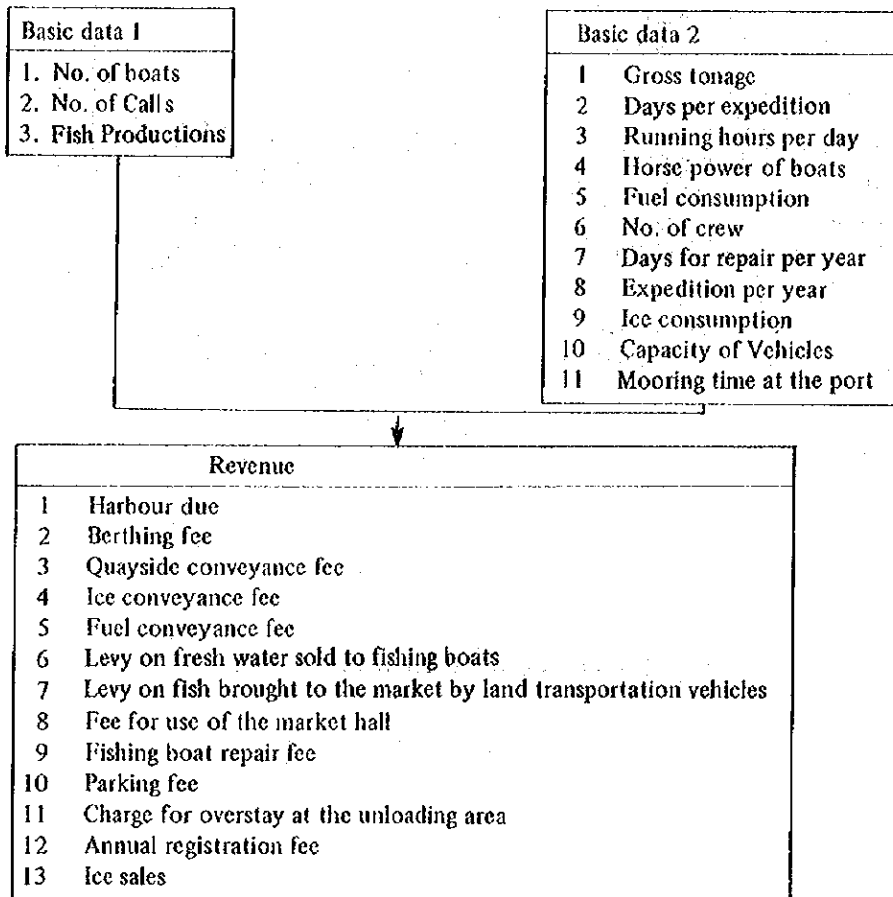 Basic data 1
1. No. of boats
2. No. of Calls
3. Fish Productions
Basic data 2
1 Gross tonage
2 Days per expedition
3 Running hours per day
4 Horse power of boats
5 Fuel consumption
6 No. of crew
7 Days for repair per year
8 Expedition per year
9 Ice consumption
10 Capacity of Vehicles
11 Mooring time at the port
Revenue
1 Harbour due
2 Berthing fee
3 Quayside conveyance fee
4 Ice conveyance fee
5 Fuel conveyance fee
6 Levy on fresh water sold to fishing boats
7 Levy on fish brought to the market by land transportation vehicles
8 Fee for use of the market hall
9 Fishing boat repair fee
10 Parking fee
11 Charge for overstay at the unloading area
12 Annual registration fee
13 Ice sales